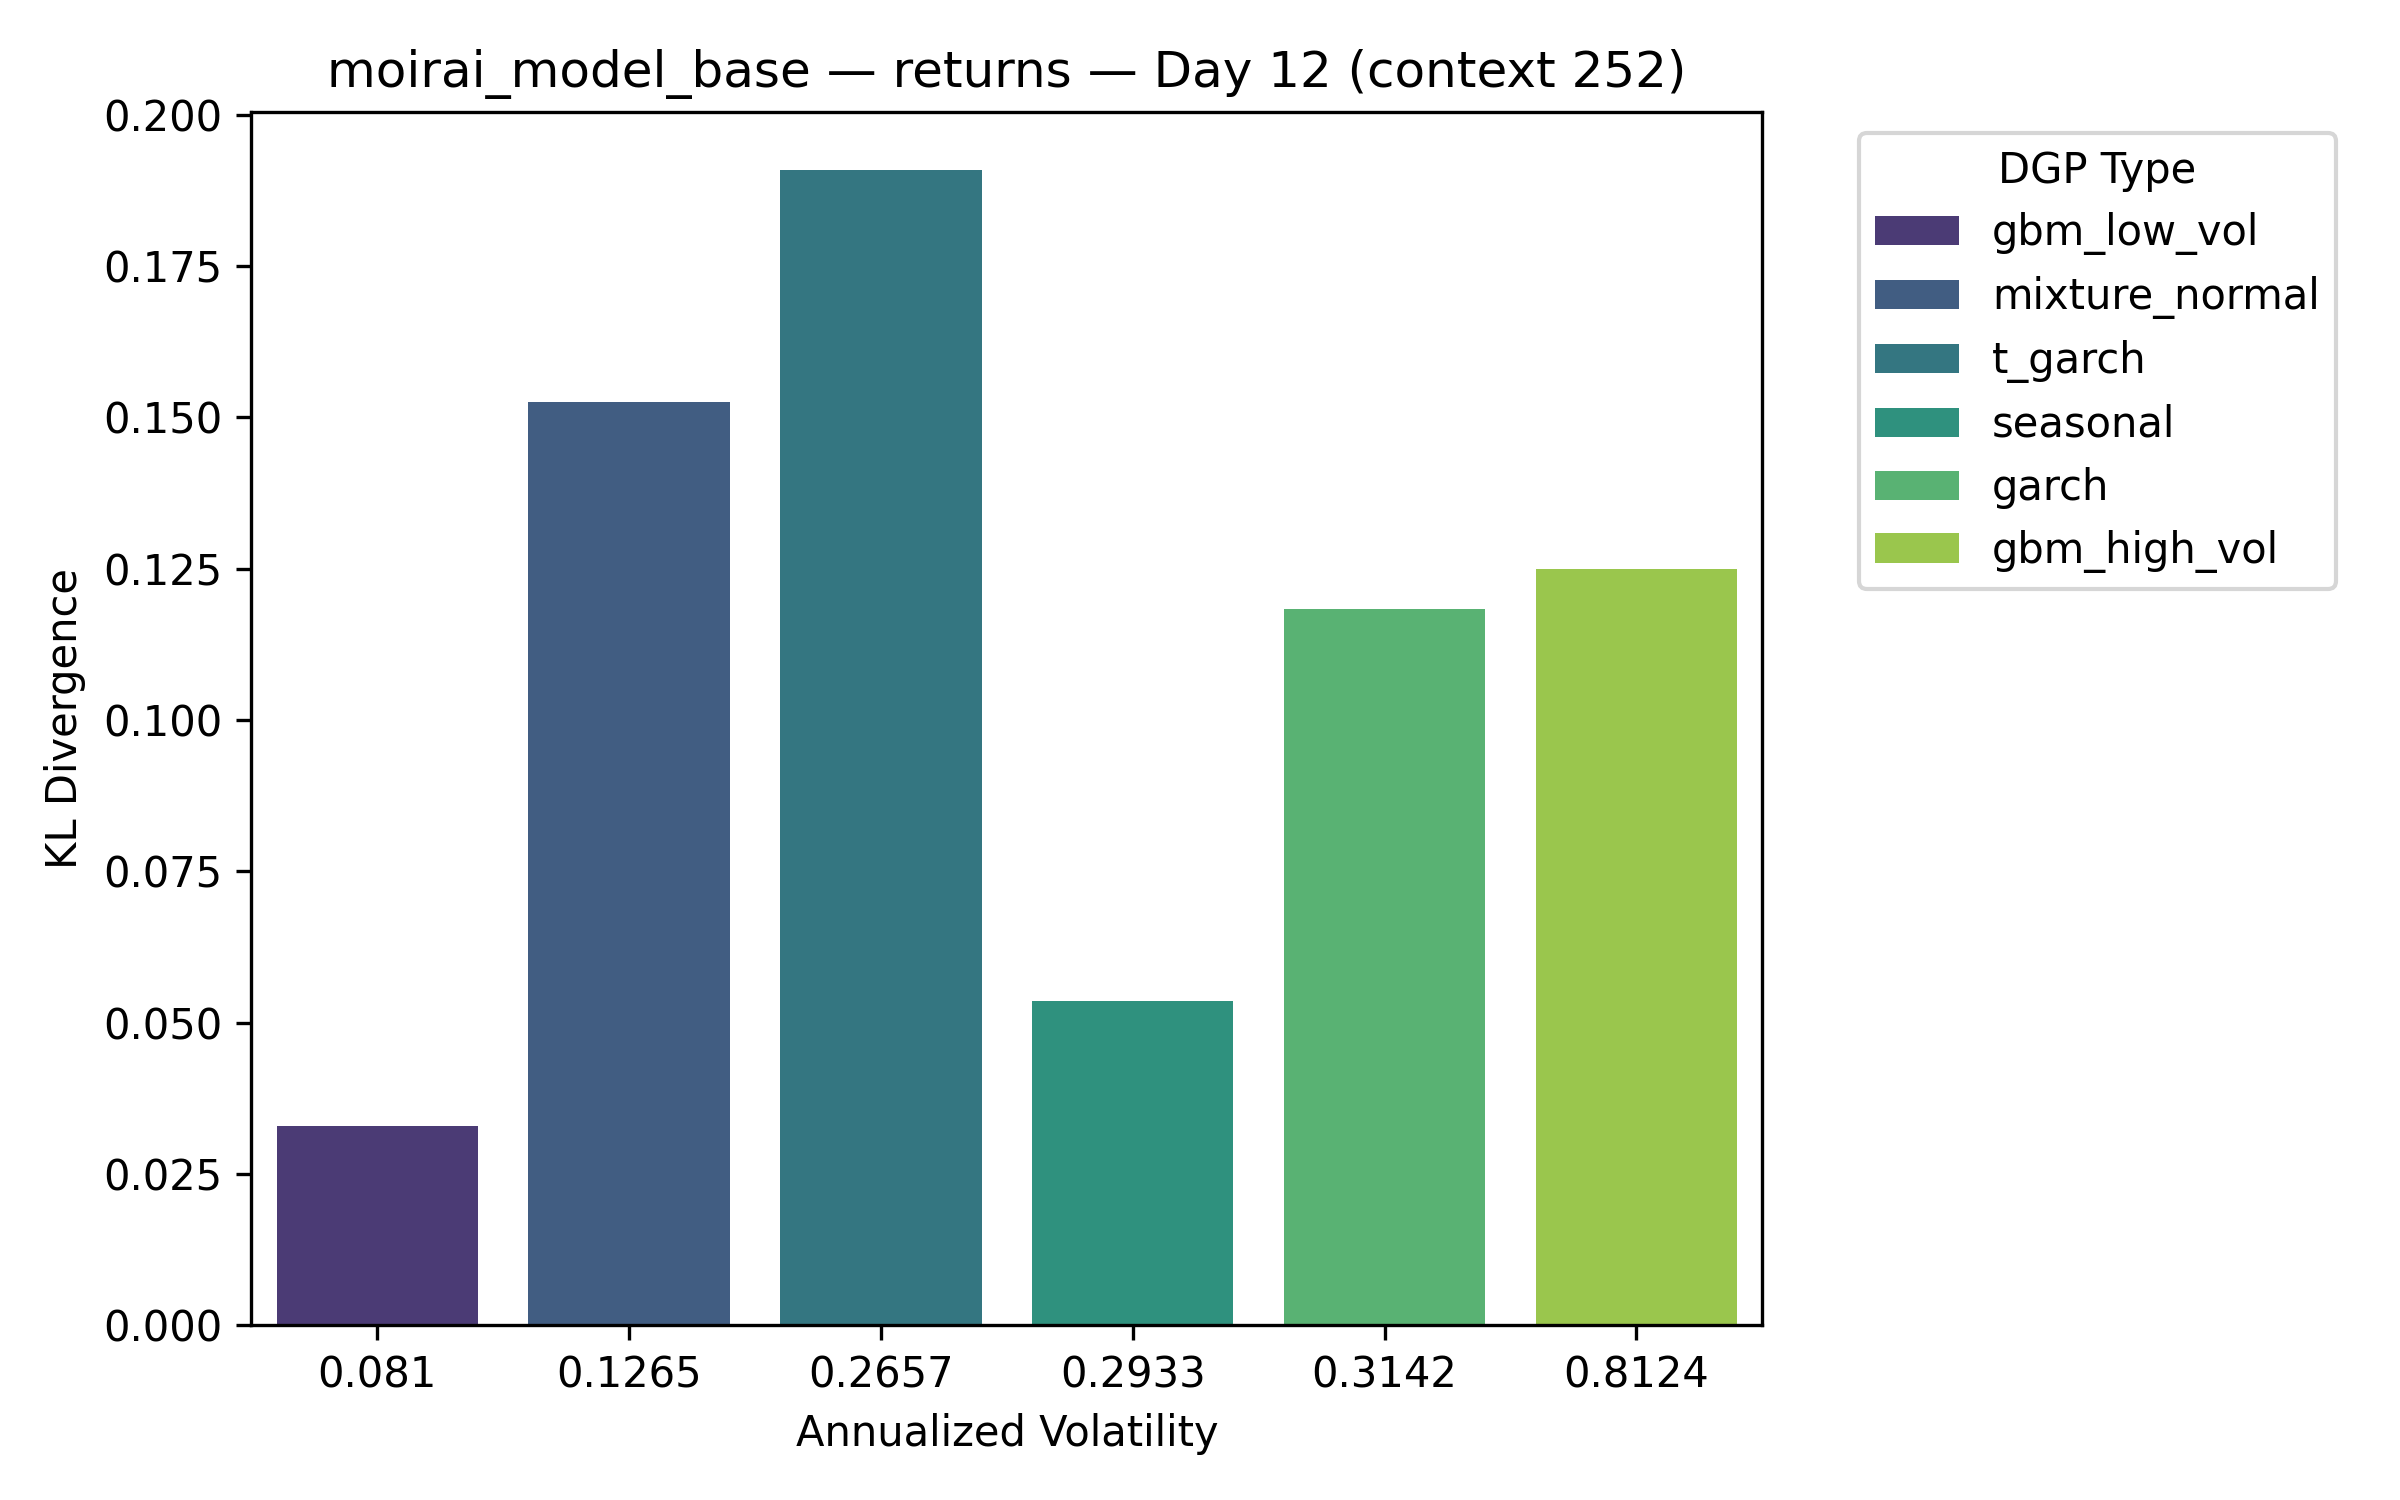 moirai_model_base — returns — Day 12 (context 252)
KL Divergence
0.200
0.175
0.150
0.125
0.100
0.075
0.050
0.025
0.000
0.081 0.1265 0.2657 0.2933 0.3142 0.8124
Annualized Volatility
DGP Type
gbm_low_vol
mixture_normal
t_garch
seasonal
garch
gbm_high_vol